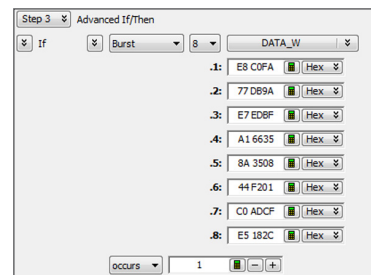 Step 3 Advanced If/Then
If Burst 8 DATA_W
.1: E8 C0FA Hex
.2: 77 DB9A Hex
.3: E7 EDBF Hex
.4: A1 6635 Hex
.5: 8A 3508 Hex
.6: 44 F201 Hex
.7: C0 ADCF Hex
.8: E5 182C Hex
occurs 1 - +